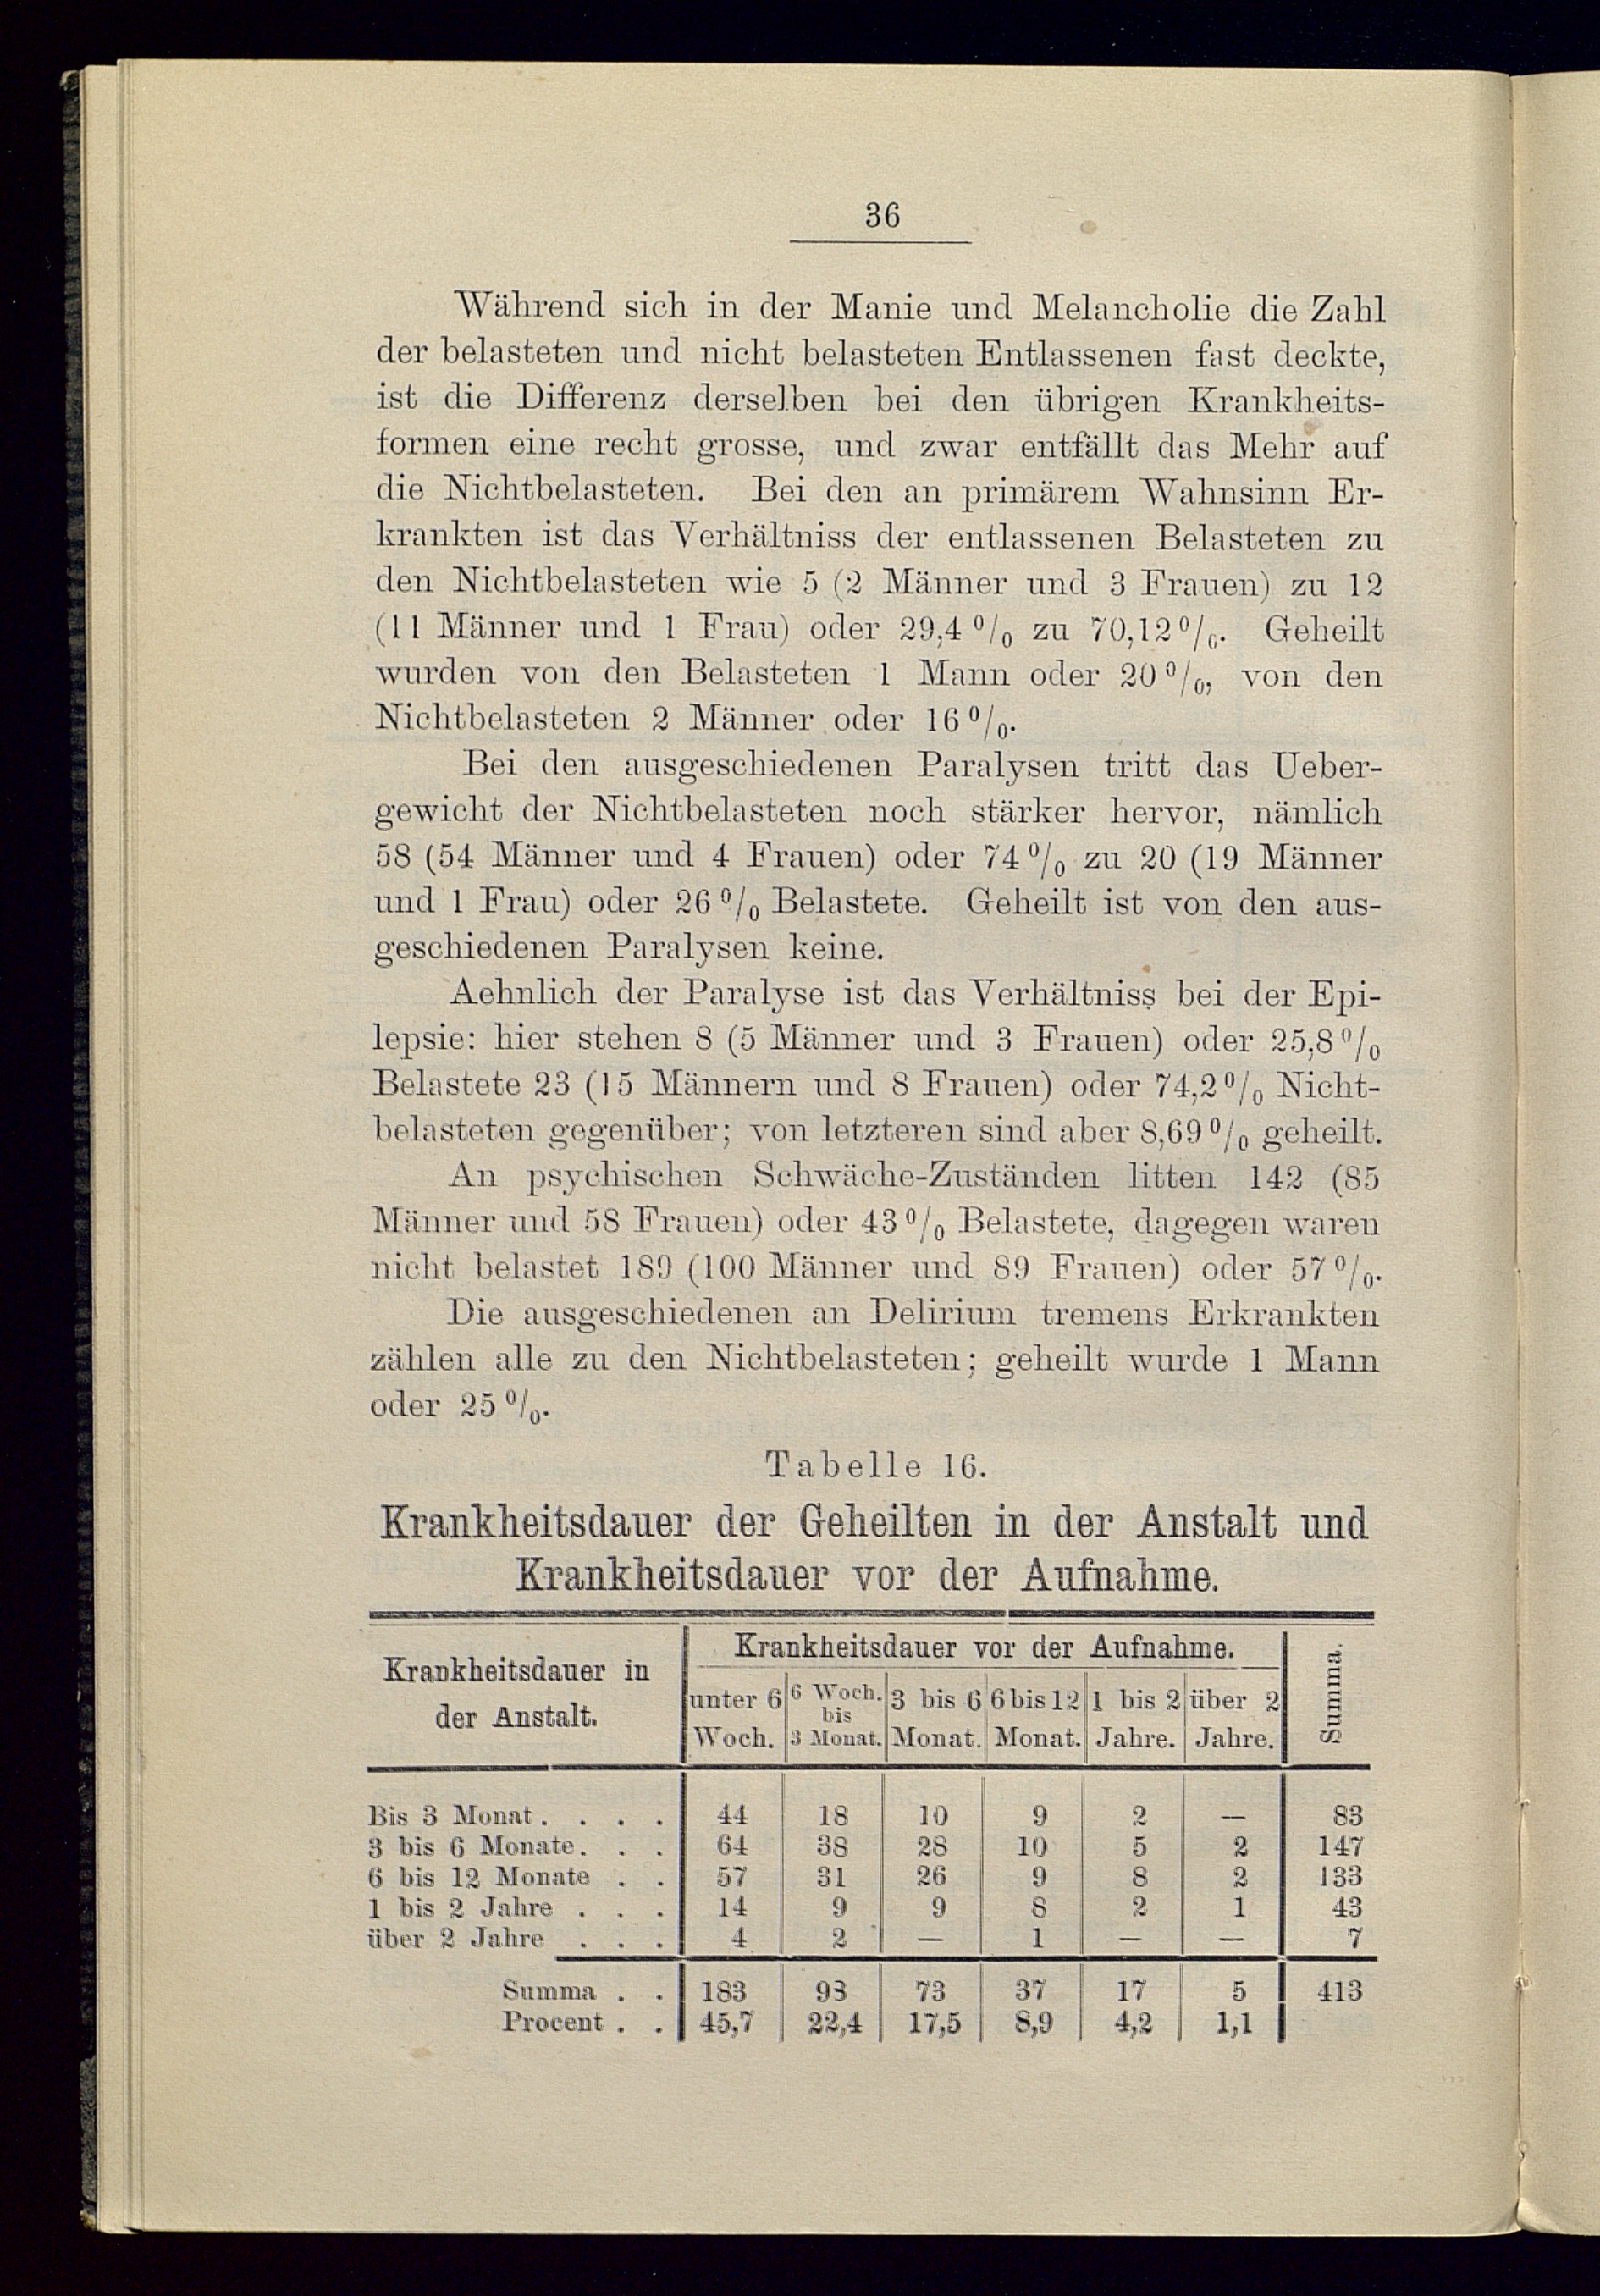 36
Während sich in der Manie und Melancholie die Zahl
der belasteten und nicht belasteten Entlassenen fast deckte,
ist die Differenz derselben bei den übrigen Krankheits-
formen eine recht grosse, und zwar entfällt das Mehr auf
die Nichtbelasteten. Bei den an primärem Wahnsinn Er-
krankten ist das Verhältniss der entlassenen Belasteten zu
den Nichtbelasteten wie 5 (2 Männer und 3 Frauen) zu 12
(11 Männer und 1 Frau) oder 29,4 % zu 70,12 %. Geheilt
wurden von den Belasteten 1 Mann oder 20 %, von den
Nichtbelasteten 2 Männer oder 16 %.
Bei den ausgeschiedenen Paralysen tritt das Ueber-
gewicht der Nichtbelasteten noch stärker hervor, nämlich
58 (54 Männer und 4 Frauen) oder 74 % zu 20 (19 Männer
und 1 Frau) oder 26 % Belastete. Geheilt ist von den aus-
geschiedenen Paralysen keine.
Aehnlich der Paralyse ist das Verhältniss bei der Epi-
lepsie: hier stehen 8 (5 Männer und 3 Frauen) oder 25,8 %
Belastete 23 (15 Männern und 8 Frauen) oder 74,2 % Nicht-
belasteten gegenüber; von letzteren sind aber 8,69 % geheilt.
An psychischen Schwäche-Zuständen litten 142 (85
Männer und 58 Frauen) oder 43 % Belastete, dagegen waren
nicht belastet 189 (100 Männer und 89 Frauen) oder 57 %.
Die ausgeschiedenen an Delirium tremens Erkrankten
zählen alle zu den Nichtbelasteten; geheilt wurde 1 Mann
oder 25 %.
Tabelle 16.
Krankheitsdauer der Geheilten in der Anstalt und
Krankheitsdauer vor der Aufnahme.
Krankheitsdauer in der Anstalt. Krankheitsdauer vor der Aufnahme. Summa.
unter 6 Woch. 6 Woch. bis 3 Monat. 3 bis 6 Monat. 6 bis 12 Monat. 1 bis 2 Jahre. über 2 Jahre.
Bis 3 Monat. . . . 44 18 10 9 2 — 83
3 bis 6 Monate. . . 64 38 28 10 5 2 147
6 bis 12 Monate . . 57 31 26 9 8 2 133
1 bis 2 Jahre . . . 14 9 9 8 2 1 43
über 2 Jahre . . . 4 2 — 1 — — 7
Summa . . 183 98 73 37 17 5 413
Procent . . 45,7 22,4 17,5 8,9 4,2 1,1